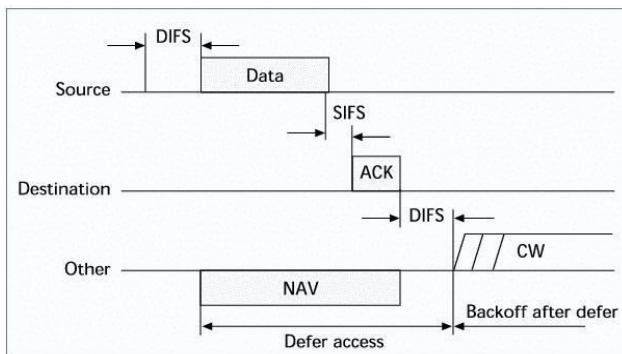 DIFS
Data
Source
SIFS
ACK
Destination
DIFS
CW
Other
NAV
Backoff after defer
Defer access